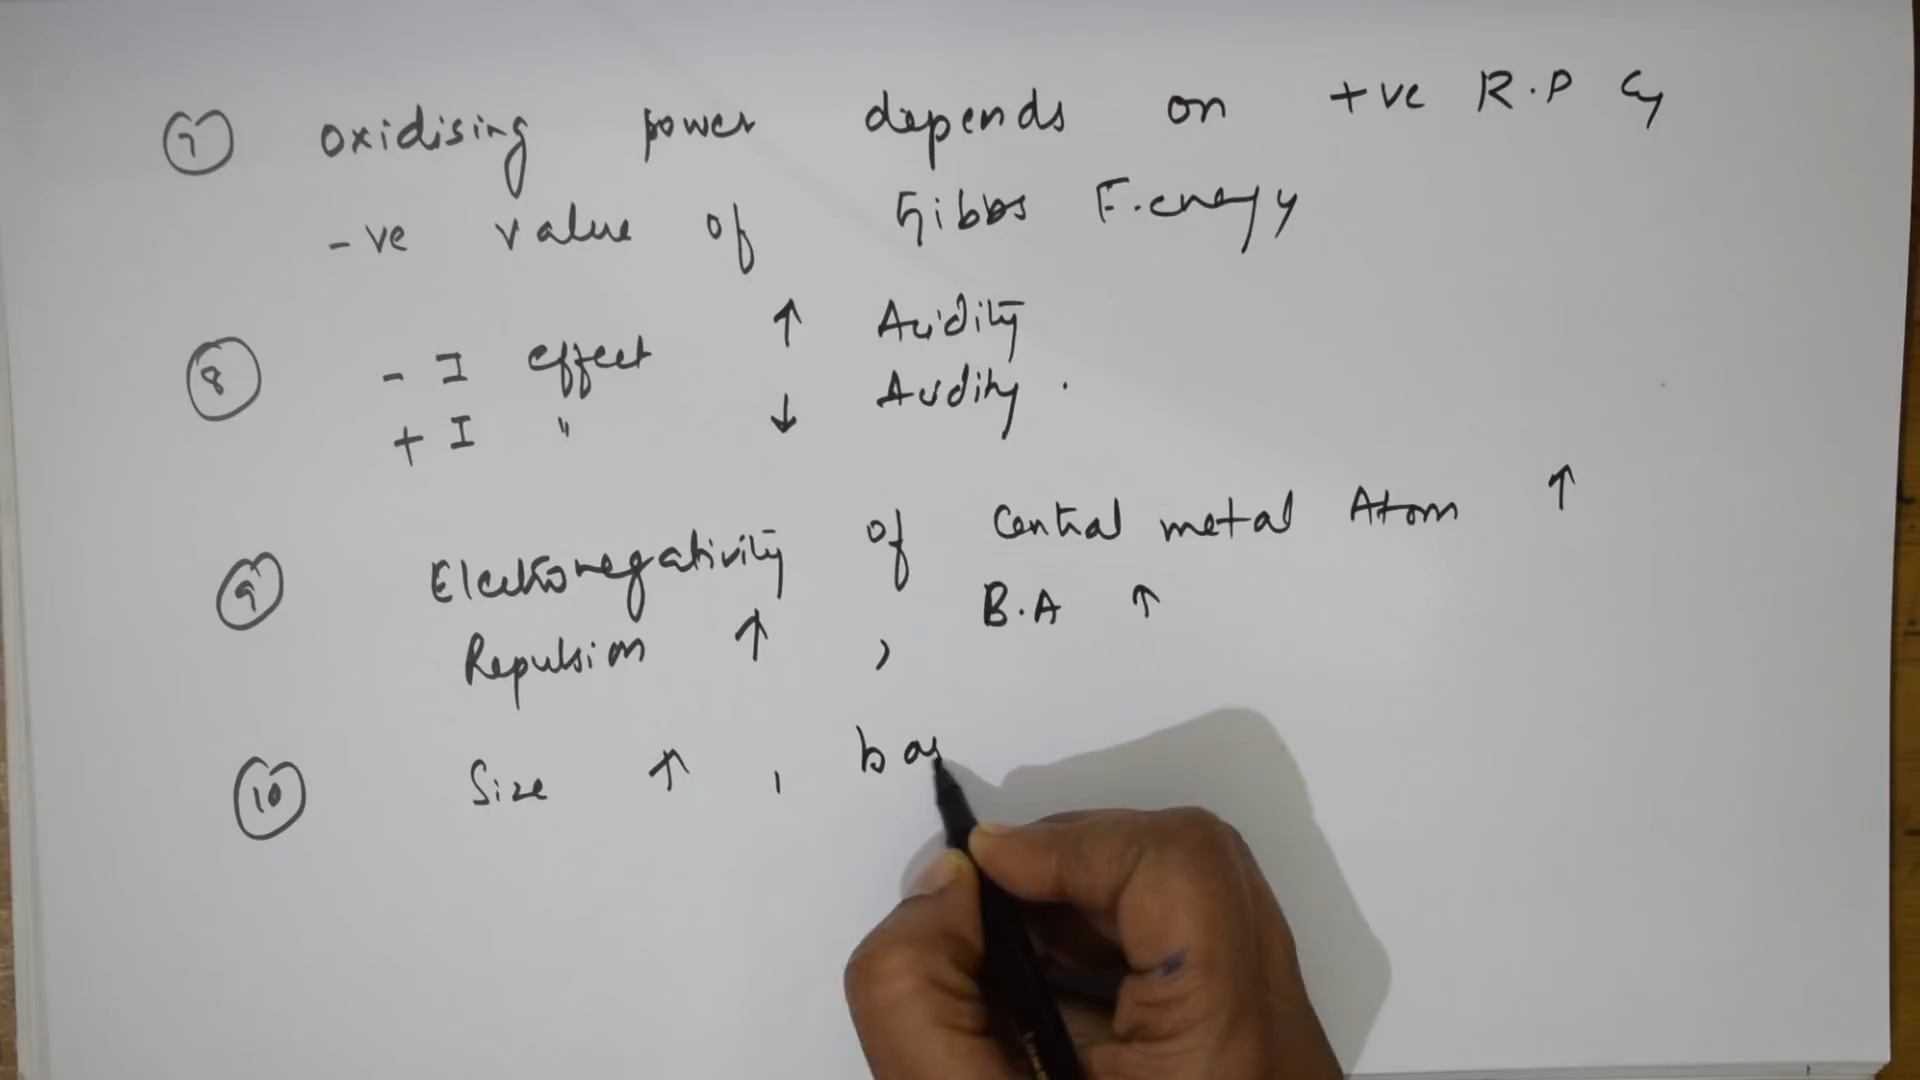 7 oxidising power depends on +ve R.P &
-ve value of Gibbs F.energy
8 - I effect ↑ Acidity
+ I " ↓ Acidity .
9 Electronegativity of Central metal Atom ↑
Repulsion ↑ , B.A ↑
10 Size ↑ , bas